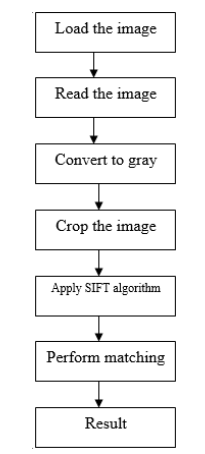 Load the image
Read the image
Convert to gray
Crop the image
Apply SIFT algorithm
Perform matching
Result